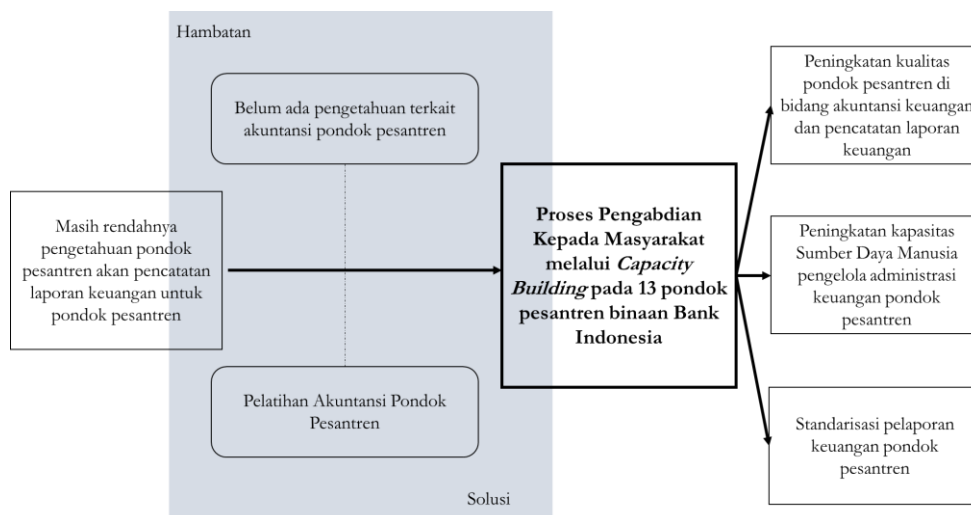 Hambatan
Belum ada pengetahuan terkait
akuntansi pondok pesantren
Masih rendahnya
pengetahuan pondok
pesantren akan pencatatan
laporan keuangan untuk
pondok pesantren
Pelatihan Akuntansi Pondok
Pesantren
Solusi
Proses Pengabdian
Kepada Masyarakat
melalui Capacity
Building pada 13 pondok
pesantren binaan Bank
Indonesia
Peningkatan kualitas
pondok pesantren di
bidang akuntansi keuangan
dan pencatatan laporan
keuangan
Peningkatan kapasitas
Sumber Daya Manusia
pengelola administrasi
keuangan pondok
pesantren
Standarisasi pelaporan
keuangan pondok
pesantren